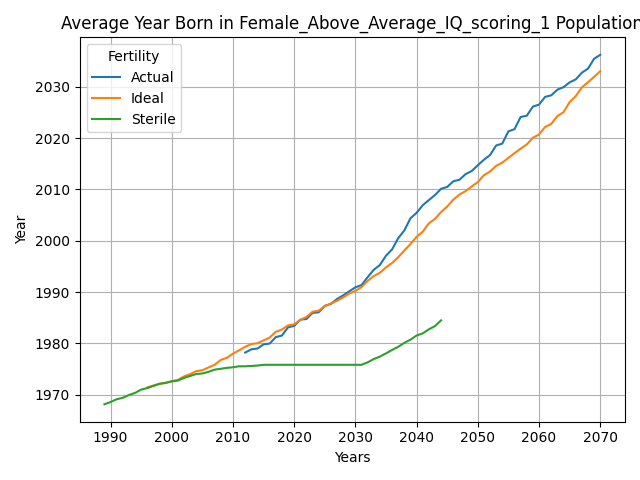 Average Year Born in Female_Above_Average_IQ_scoring_1 Population
Fertility
Actual
Ideal
Sterile
Year
2030
2020
2010
2000
1990
1980
1970
1990 2000 2010 2020 2030 2040 2050 2060 2070
Years